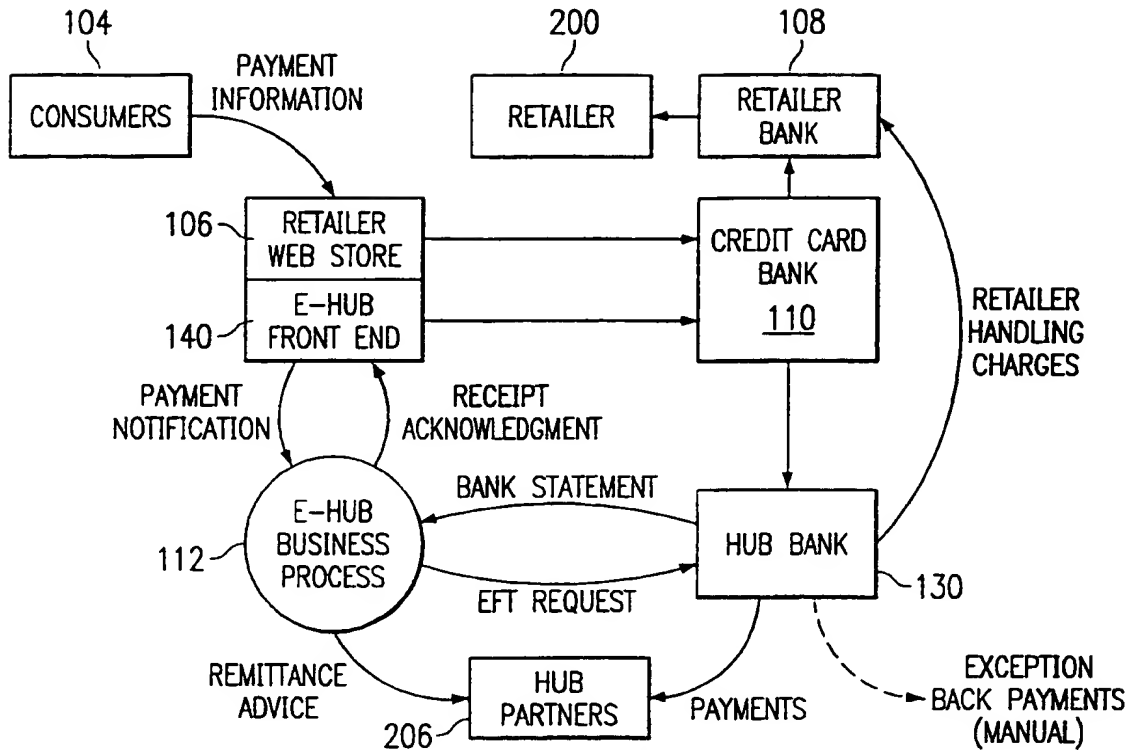 104
200
108
CONSUMERS
PAYMENT
INFORMATION
RETAILER
RETAILER
BANK
106
RETAILER
WEB STORE
140
E-HUB
FRONT END
CREDIT CARD
BANK
110
RETAILER
HANDLING
CHARGES
PAYMENT
NOTIFICATION
RECEIPT
ACKNOWLEDGMENT
BANK STATEMENT
112
E-HUB
BUSINESS
PROCESS
HUB BANK
130
EFT REQUEST
REMITTANCE
ADVICE
HUB
PARTNERS
206
PAYMENTS
EXCEPTION
BACK PAYMENTS
(MANUAL)